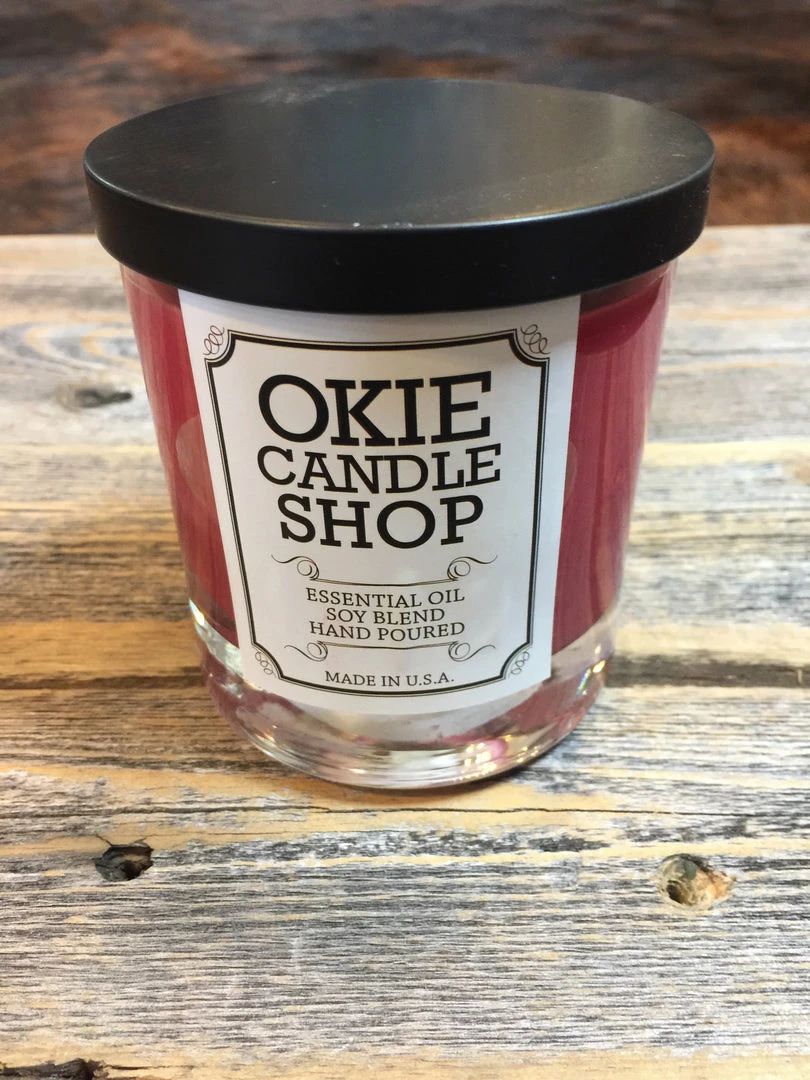 OKIE
CANDLE
SHOP
ESSENTIAL OIL
SOY BLEND
HAND POURED
MADE IN U.S.A.